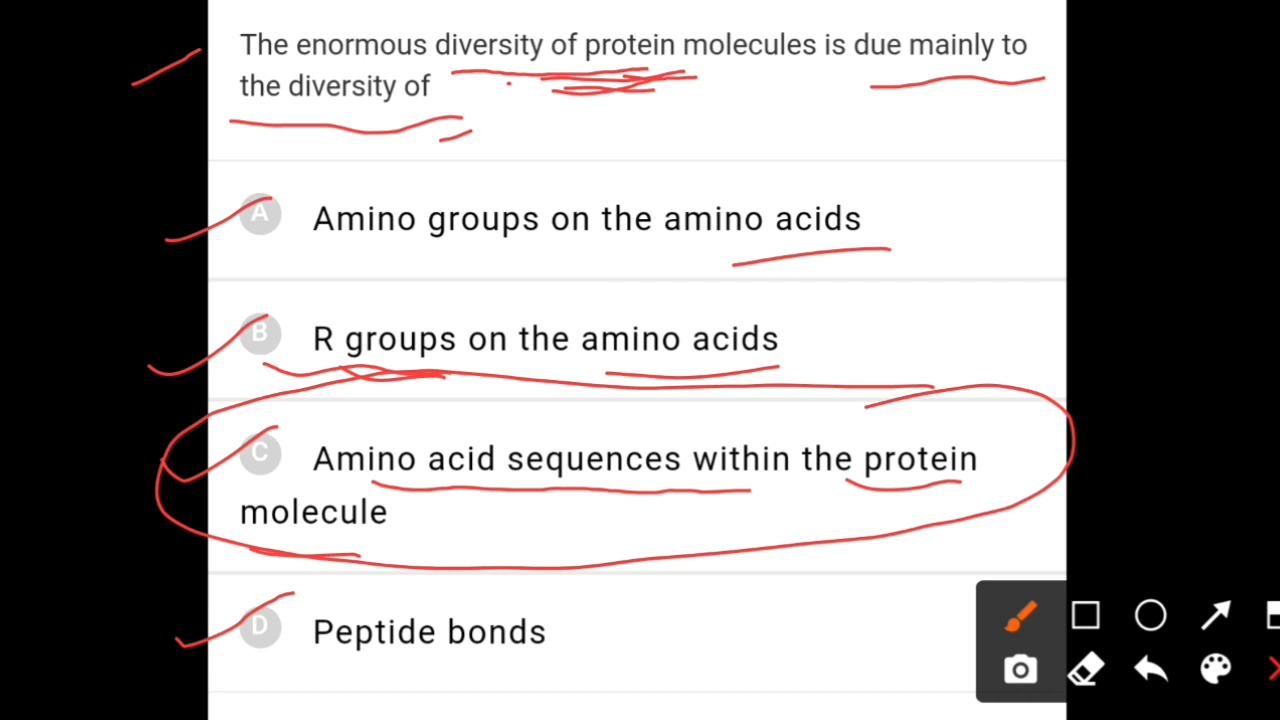 The enormous diversity of protein molecules is due mainly to
the diversity of
A Amino groups on the amino acids
B R groups on the amino acids
C Amino acid sequences within the protein
molecule
D Peptide bonds